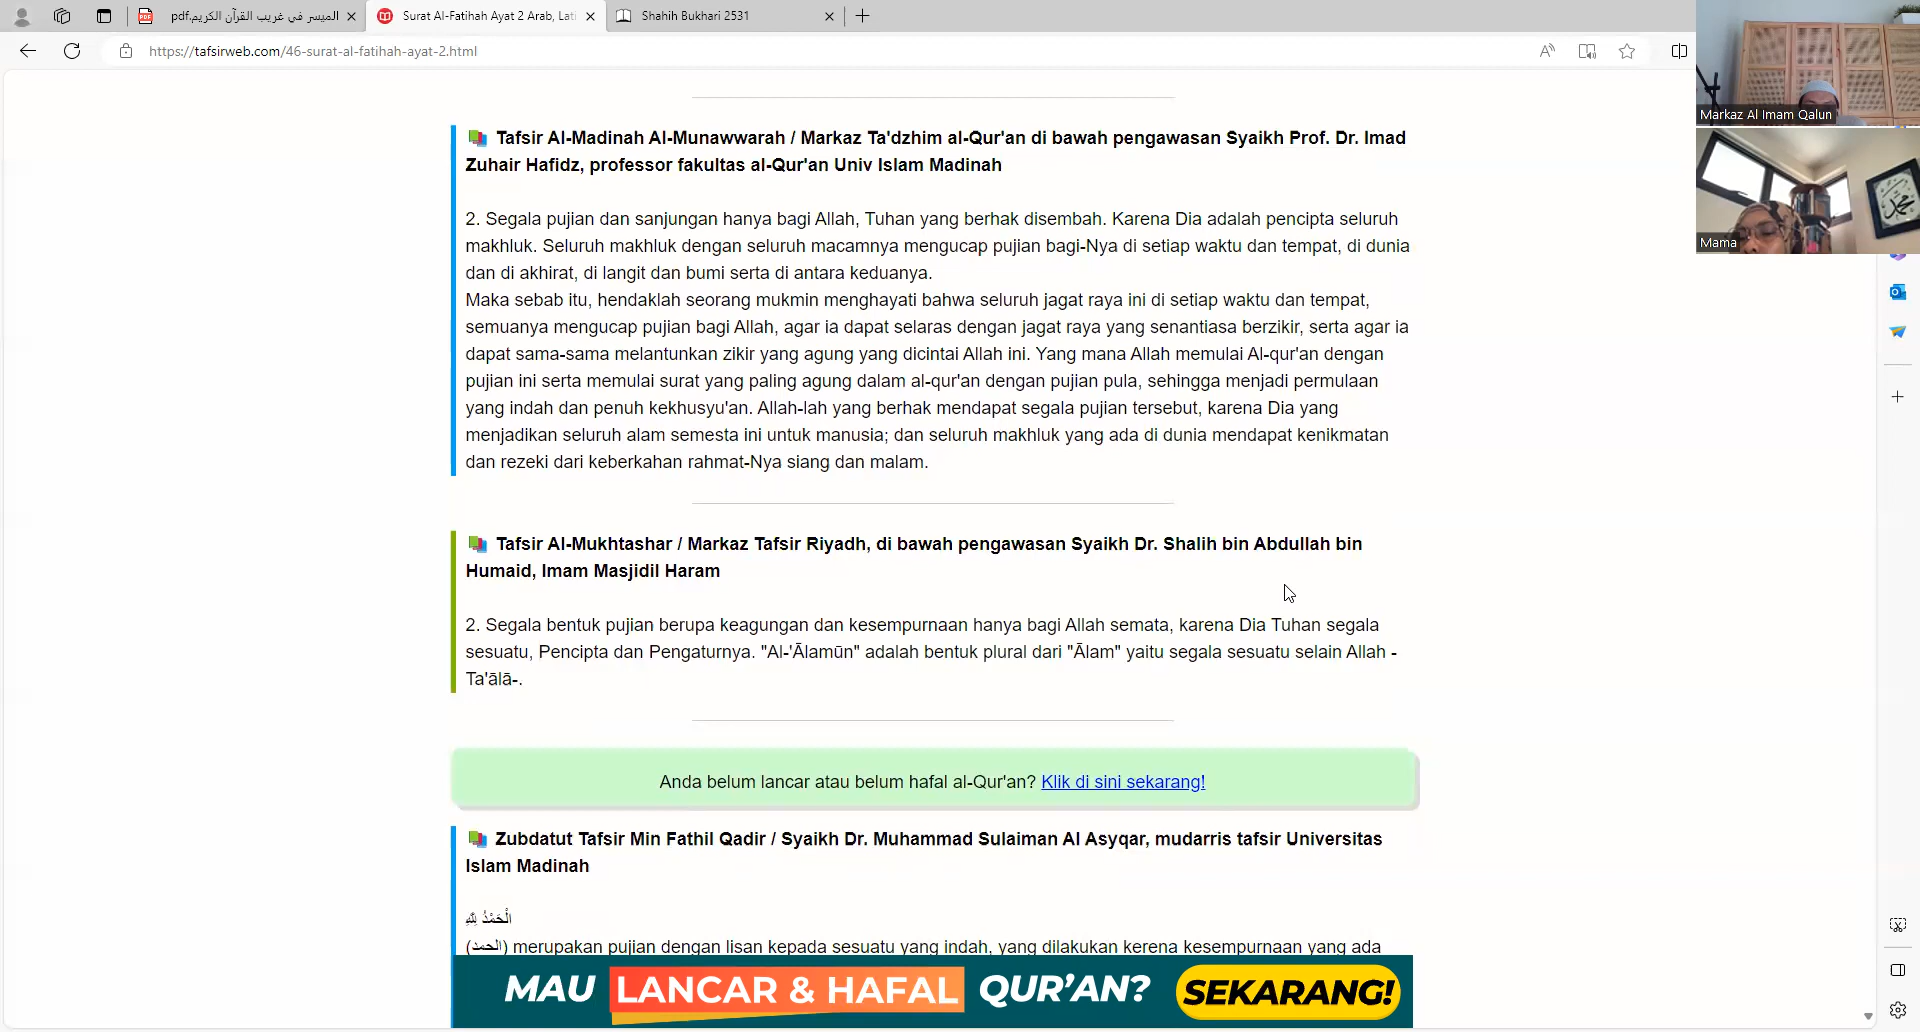 الميسر في غريب القرآن الكريم.pdf
Surat Al-Fatihah Ayat 2 Arab, Lat
Shahih Bukhari 2531
https://tafsirweb.com/46-surat-al-fatihah-ayat-2.html
Markaz Al Imam Qalun
Mama
Tafsir Al-Madinah Al-Munawwarah / Markaz Ta'dzhim al-Qur'an di bawah pengawasan Syaikh Prof. Dr. Imad
Zuhair Hafidz, professor fakultas al-Qur'an Univ Islam Madinah
2. Segala pujian dan sanjungan hanya bagi Allah, Tuhan yang berhak disembah. Karena Dia adalah pencipta seluruh
makhluk. Seluruh makhluk dengan seluruh macamnya mengucap pujian bagi-Nya di setiap waktu dan tempat, di dunia
dan di akhirat, di langit dan bumi serta di antara keduanya.
Maka sebab itu, hendaklah seorang mukmin menghayati bahwa seluruh jagat raya ini di setiap waktu dan tempat,
semuanya mengucap pujian bagi Allah, agar ia dapat selaras dengan jagat raya yang senantiasa berzikir, serta agar ia
dapat sama-sama melantunkan zikir yang agung yang dicintai Allah ini. Yang mana Allah memulai Al-qur'an dengan
pujian ini serta memulai surat yang paling agung dalam al-qur'an dengan pujian pula, sehingga menjadi permulaan
yang indah dan penuh kekhusyu'an. Allah-lah yang berhak mendapat segala pujian tersebut, karena Dia yang
menjadikan seluruh alam semesta ini untuk manusia; dan seluruh makhluk yang ada di dunia mendapat kenikmatan
dan rezeki dari keberkahan rahmat-Nya siang dan malam.
Tafsir Al-Mukhtashar / Markaz Tafsir Riyadh, di bawah pengawasan Syaikh Dr. Shalih bin Abdullah bin
Humaid, Imam Masjidil Haram
2. Segala bentuk pujian berupa keagungan dan kesempurnaan hanya bagi Allah semata, karena Dia Tuhan segala
sesuatu, Pencipta dan Pengaturnya. "Al-'Ālamūn" adalah bentuk plural dari "Ālam" yaitu segala sesuatu selain Allah -
Ta'ālā-.
Anda belum lancar atau belum hafal al-Qur'an? Klik di sini sekarang!
Zubdatut Tafsir Min Fathil Qadir / Syaikh Dr. Muhammad Sulaiman Al Asyqar, mudarris tafsir Universitas
Islam Madinah
الْحَمْدُ لِلَّهِ
(الحمد) merupakan pujian dengan lisan kepada sesuatu yang indah, yang dilakukan kerena kesempurnaan yang ada
MAU LANCAR & HAFAL QUR'AN? SEKARANG!